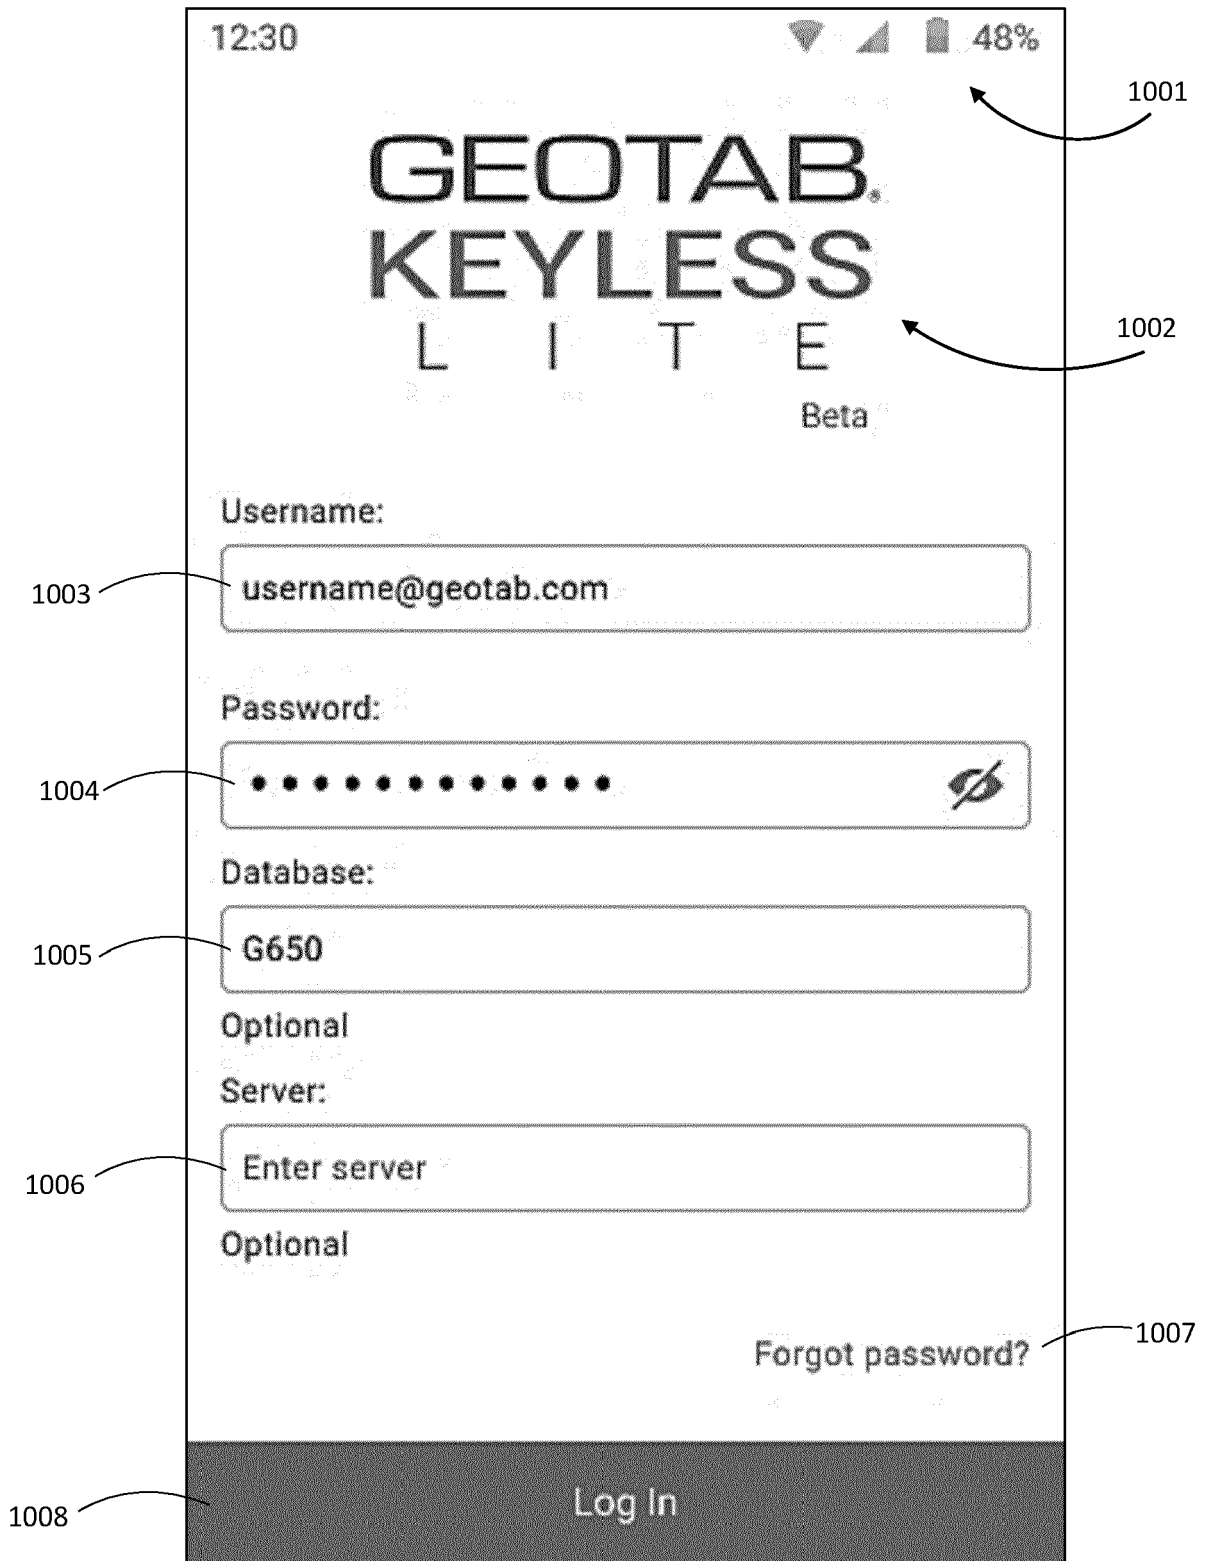 12:30 48%
1001
GEOTAB®
KEYLESS
1002
LITE
Beta
Username:
1003 username@geotab.com
Password:
1004 ••••••••••••
Database:
1005 G650
Optional
Server:
1006 Enter server
Optional
1007
Forgot password?
1008 Log In